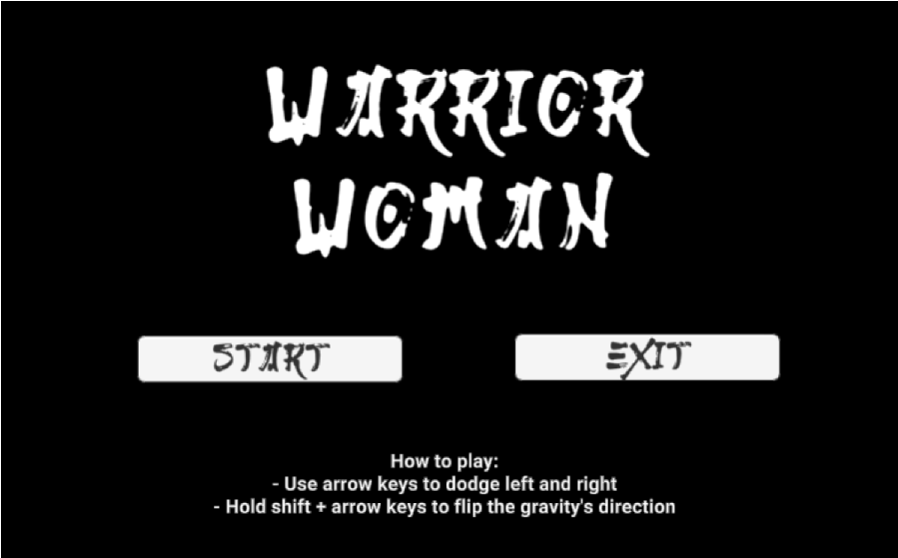 WARRIOR
WOMAN
START
EXIT
How to play:
- Use arrow keys to dodge left and right
- Hold shift + arrow keys to flip the gravity's direction